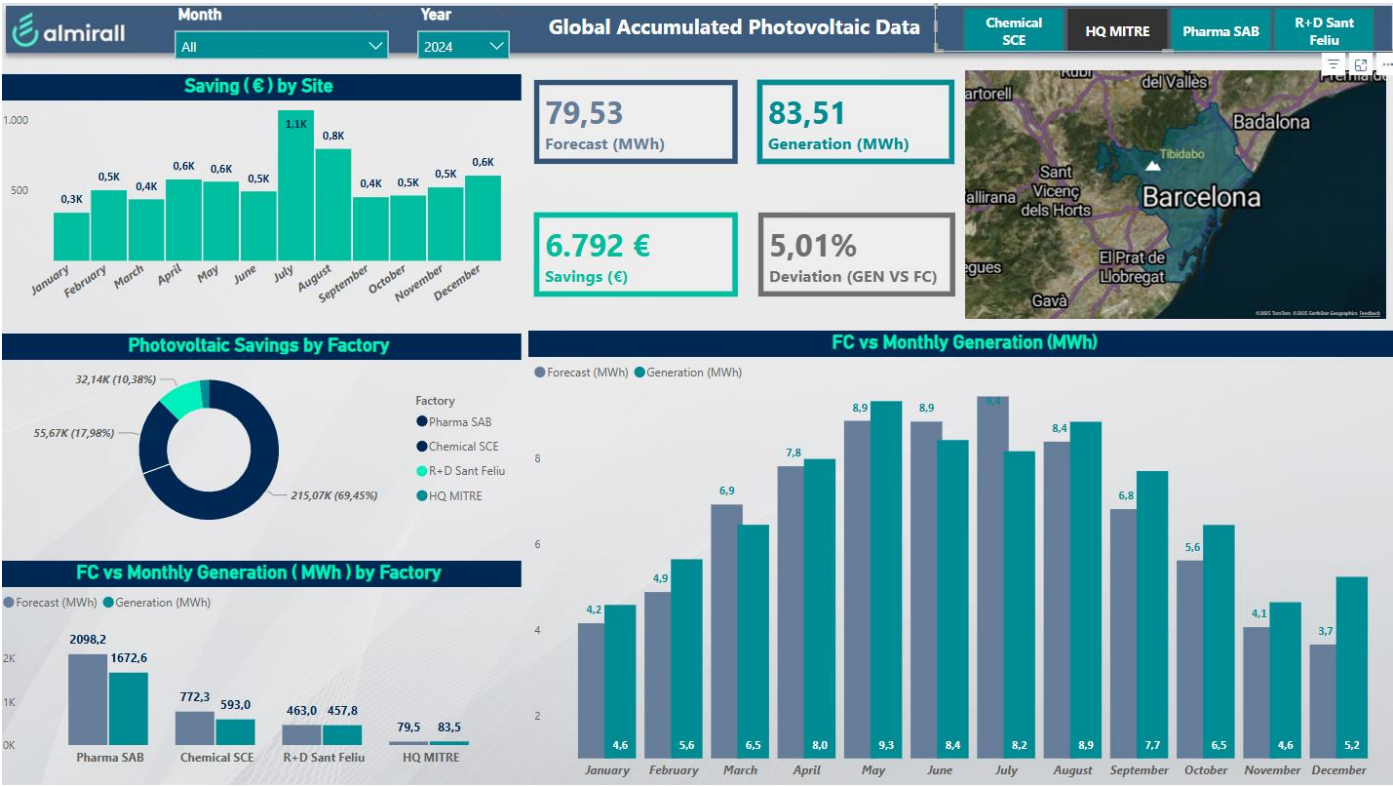 almirall
Month
All
Year
2024
Global Accumulated Photovoltaic Data
Chemical
SCE
HQ MITRE
Pharma SAB
R+D Sant
Feliu
Saving ( € ) by Site
1.000
500
0,3K
0,5K
0,4K
0,6K
0,6K
0,5K
1,1K
0,8K
0,4K
0,5K
0,5K
0,6K
January
February
March
April
May
June
July
August
September
October
November
December
79,53
Forecast (MWh)
83,51
Generation (MWh)
6.792 €
Savings (€)
5,01%
Deviation (GEN VS FC)
Rubí
del Vallès
artorell
Badalona
Tibidabo
Sant
Vicenç
dels Horts
allirana
Barcelona
El Prat de
Llobregat
egues
Gavà
©2025 TomTom ©2025 EarthStar Geographics Feedback
Photovoltaic Savings by Factory
32,14K (10,38%)
55,67K (17,98%)
215,07K (69,45%)
Factory
Pharma SAB
Chemical SCE
R+D Sant Feliu
HQ MITRE
FC vs Monthly Generation ( MWh ) by Factory
Forecast (MWh) Generation (MWh)
2K
1K
0K
2098,2
1672,6
772,3
593,0
463,0
457,8
79,5
83,5
Pharma SAB
Chemical SCE
R+D Sant Feliu
HQ MITRE
FC vs Monthly Generation (MWh)
Forecast (MWh) Generation (MWh)
8
6
4
2
4,2
4,9
6,9
7,8
8,9
8,9
9,4
8,4
6,8
5,6
4,1
3,7
4,6
5,6
6,5
8,0
9,3
8,4
8,2
8,9
7,7
6,5
4,6
5,2
January
February
March
April
May
June
July
August
September
October
November
December